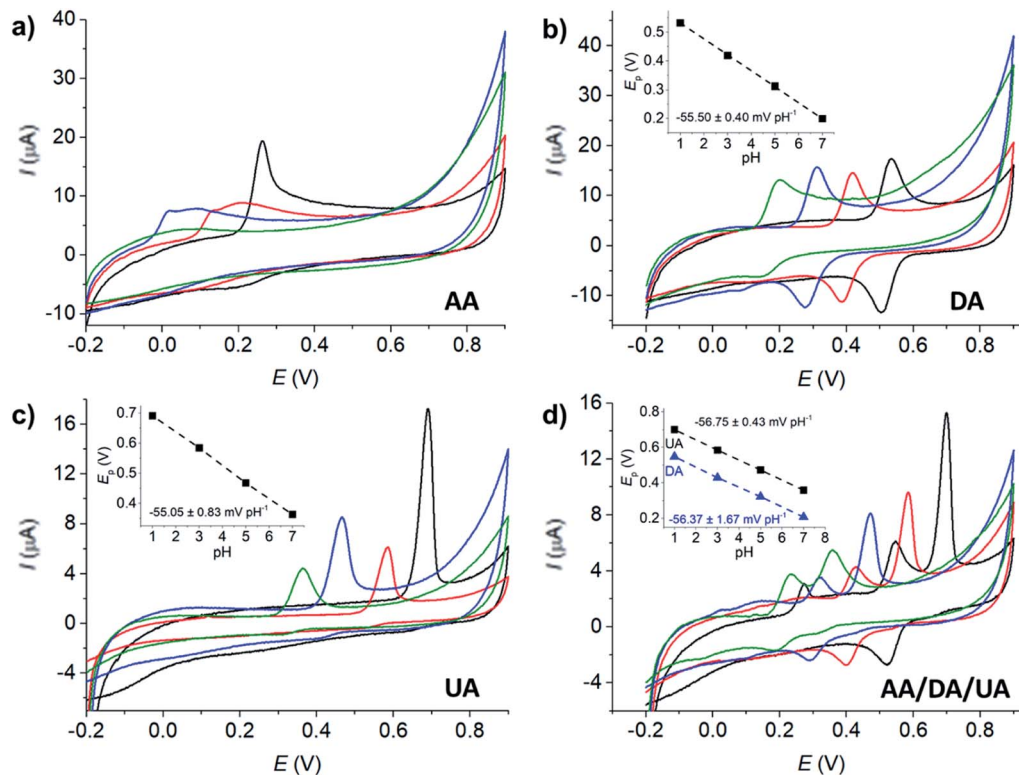 a)
I (µA)
40
30
20
10
0
-10
-0.2 0.0 0.2 0.4 0.6 0.8
E (V)
AA
b)
I (µA)
40
30
20
10
0
-10
-0.2 0.0 0.2 0.4 0.6 0.8
E (V)
DA
Ep (V)
0.5
0.4
0.3
0.2
-55.50 ± 0.40 mV pH⁻¹
1 2 3 4 5 6 7
pH
c)
I (µA)
16
12
8
4
0
-4
-0.2 0.0 0.2 0.4 0.6 0.8
E (V)
UA
Ep (V)
0.7
0.6
0.5
0.4
-55.05 ± 0.83 mV pH⁻¹
1 2 3 4 5 6 7
pH
d)
I (µA)
16
12
8
4
0
-4
-0.2 0.0 0.2 0.4 0.6 0.8
E (V)
AA/DA/UA
Ep (V)
0.8
0.6
0.4
0.2
-56.75 ± 0.43 mV pH⁻¹
UA
DA
-56.37 ± 1.67 mV pH⁻¹
1 2 3 4 5 6 7 8
pH